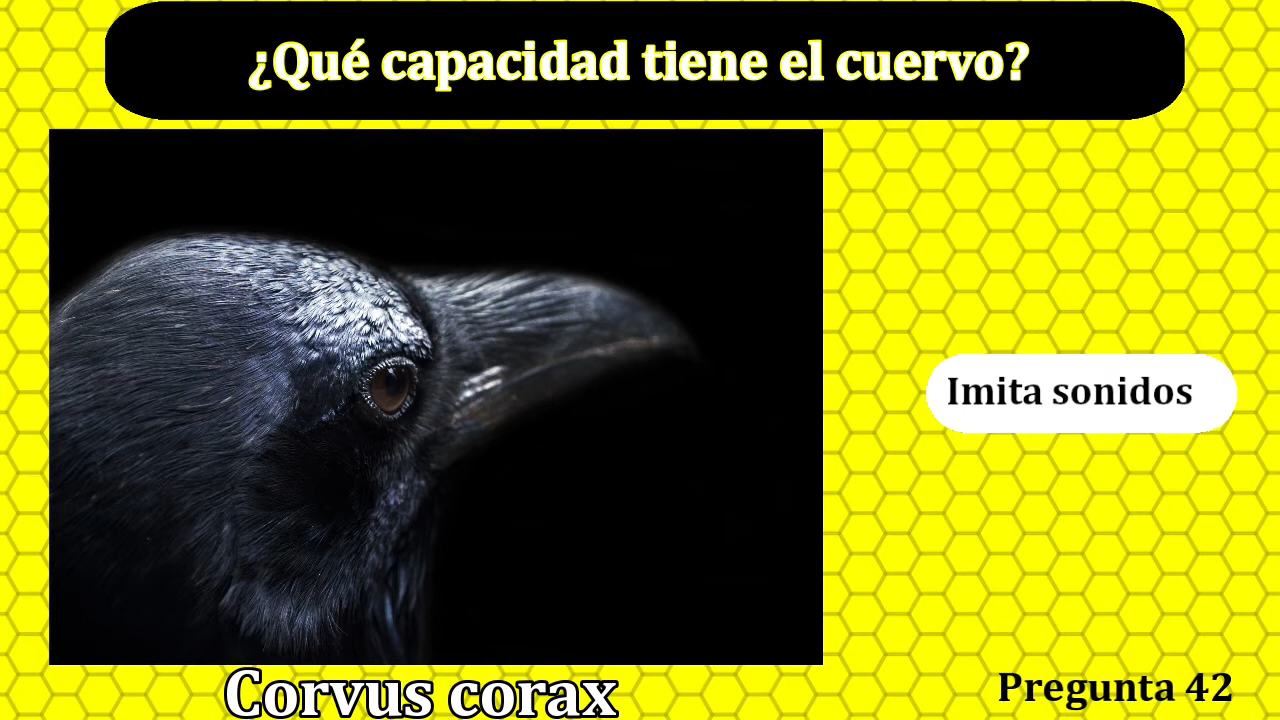 ¿Qué capacidad tiene el cuervo?
Imita sonidos
Corvus corax
Pregunta 42